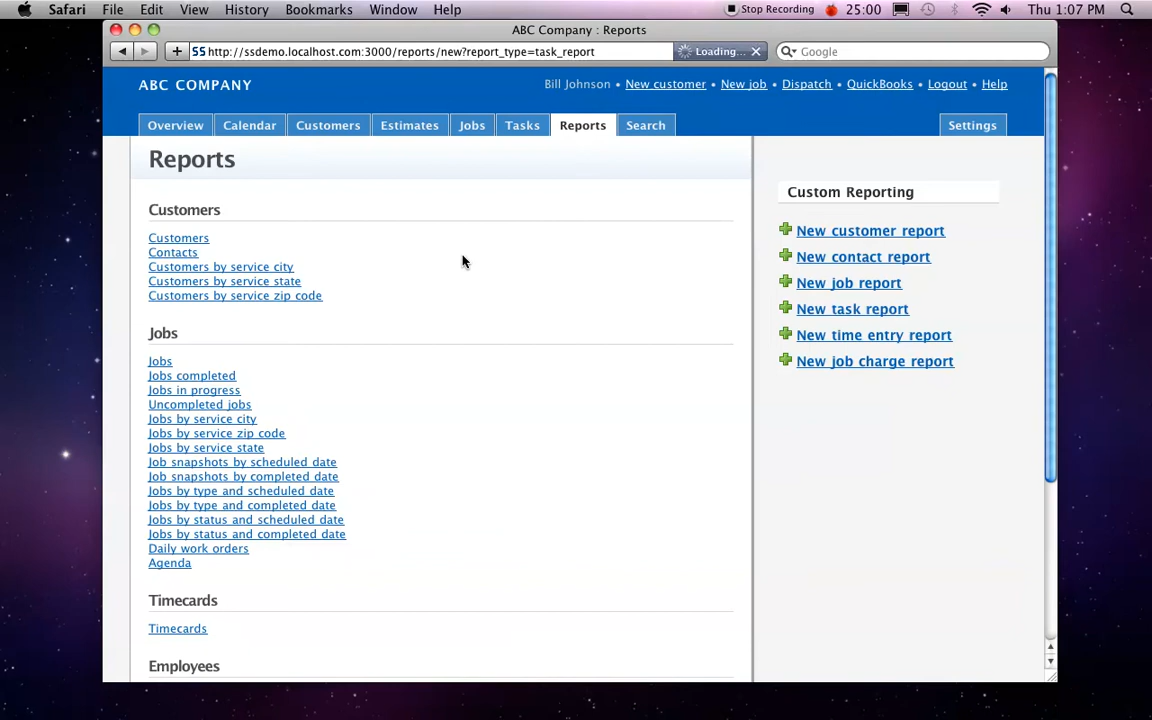 Safari File Edit View History Bookmarks Window Help Stop Recording 25:00 Thu 1:07 PM
ABC Company : Reports
http://ssdemo.localhost.com:3000/reports/new?report_type=task_report Loading... Google
ABC COMPANY Bill Johnson • New customer • New job • Dispatch • QuickBooks • Logout • Help
Overview Calendar Customers Estimates Jobs Tasks Reports Search Settings
Reports
Customers
Customers
Contacts
Customers by service city
Customers by service state
Customers by service zip code
Jobs
Jobs
Jobs completed
Jobs in progress
Uncompleted jobs
Jobs by service city
Jobs by service zip code
Jobs by service state
Job snapshots by scheduled date
Job snapshots by completed date
Jobs by type and scheduled date
Jobs by type and completed date
Jobs by status and scheduled date
Jobs by status and completed date
Daily work orders
Agenda
Timecards
Timecards
Employees
Custom Reporting
New customer report
New contact report
New job report
New task report
New time entry report
New job charge report